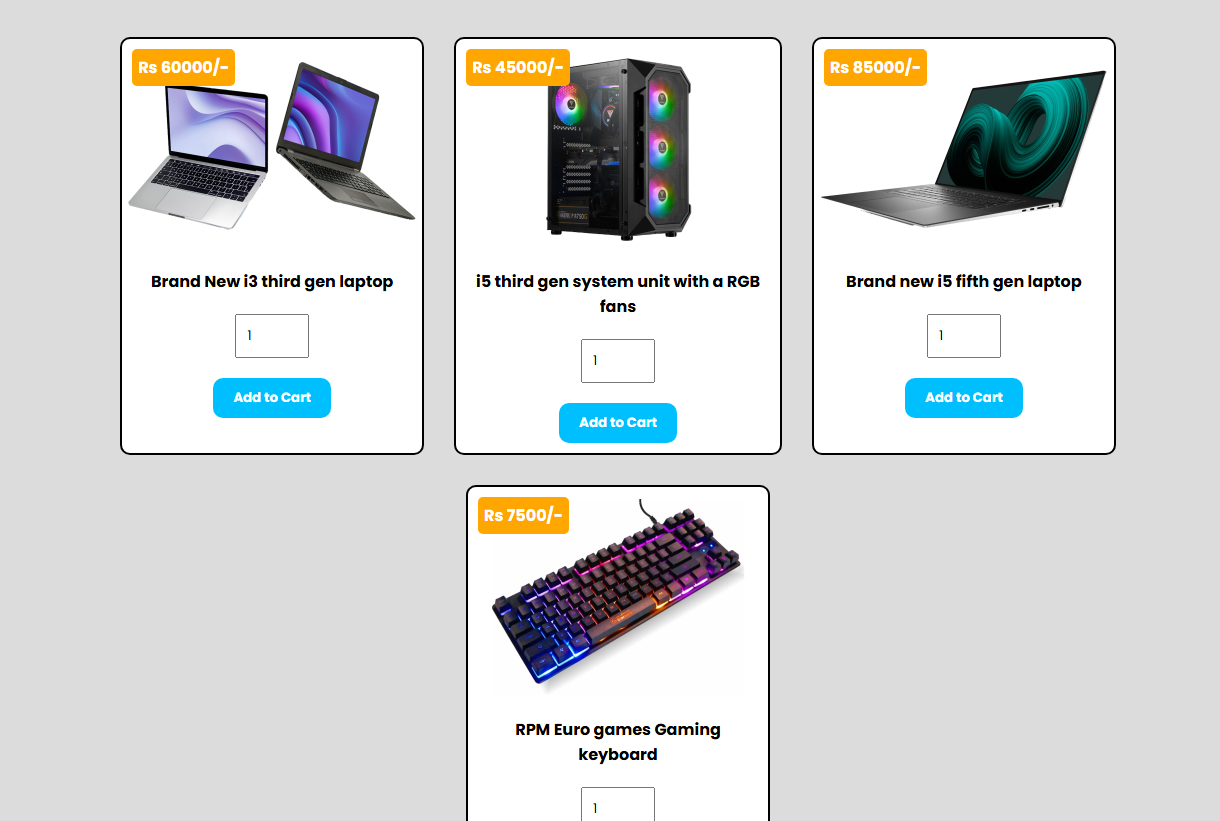 Rs 60000/-
Brand New i3 third gen laptop
1
Add to Cart
Rs 45000/-
i5 third gen system unit with a RGB
fans
1
Add to Cart
Rs 85000/-
Brand new i5 fifth gen laptop
1
Add to Cart
Rs 7500/-
RPM Euro games Gaming
keyboard
1